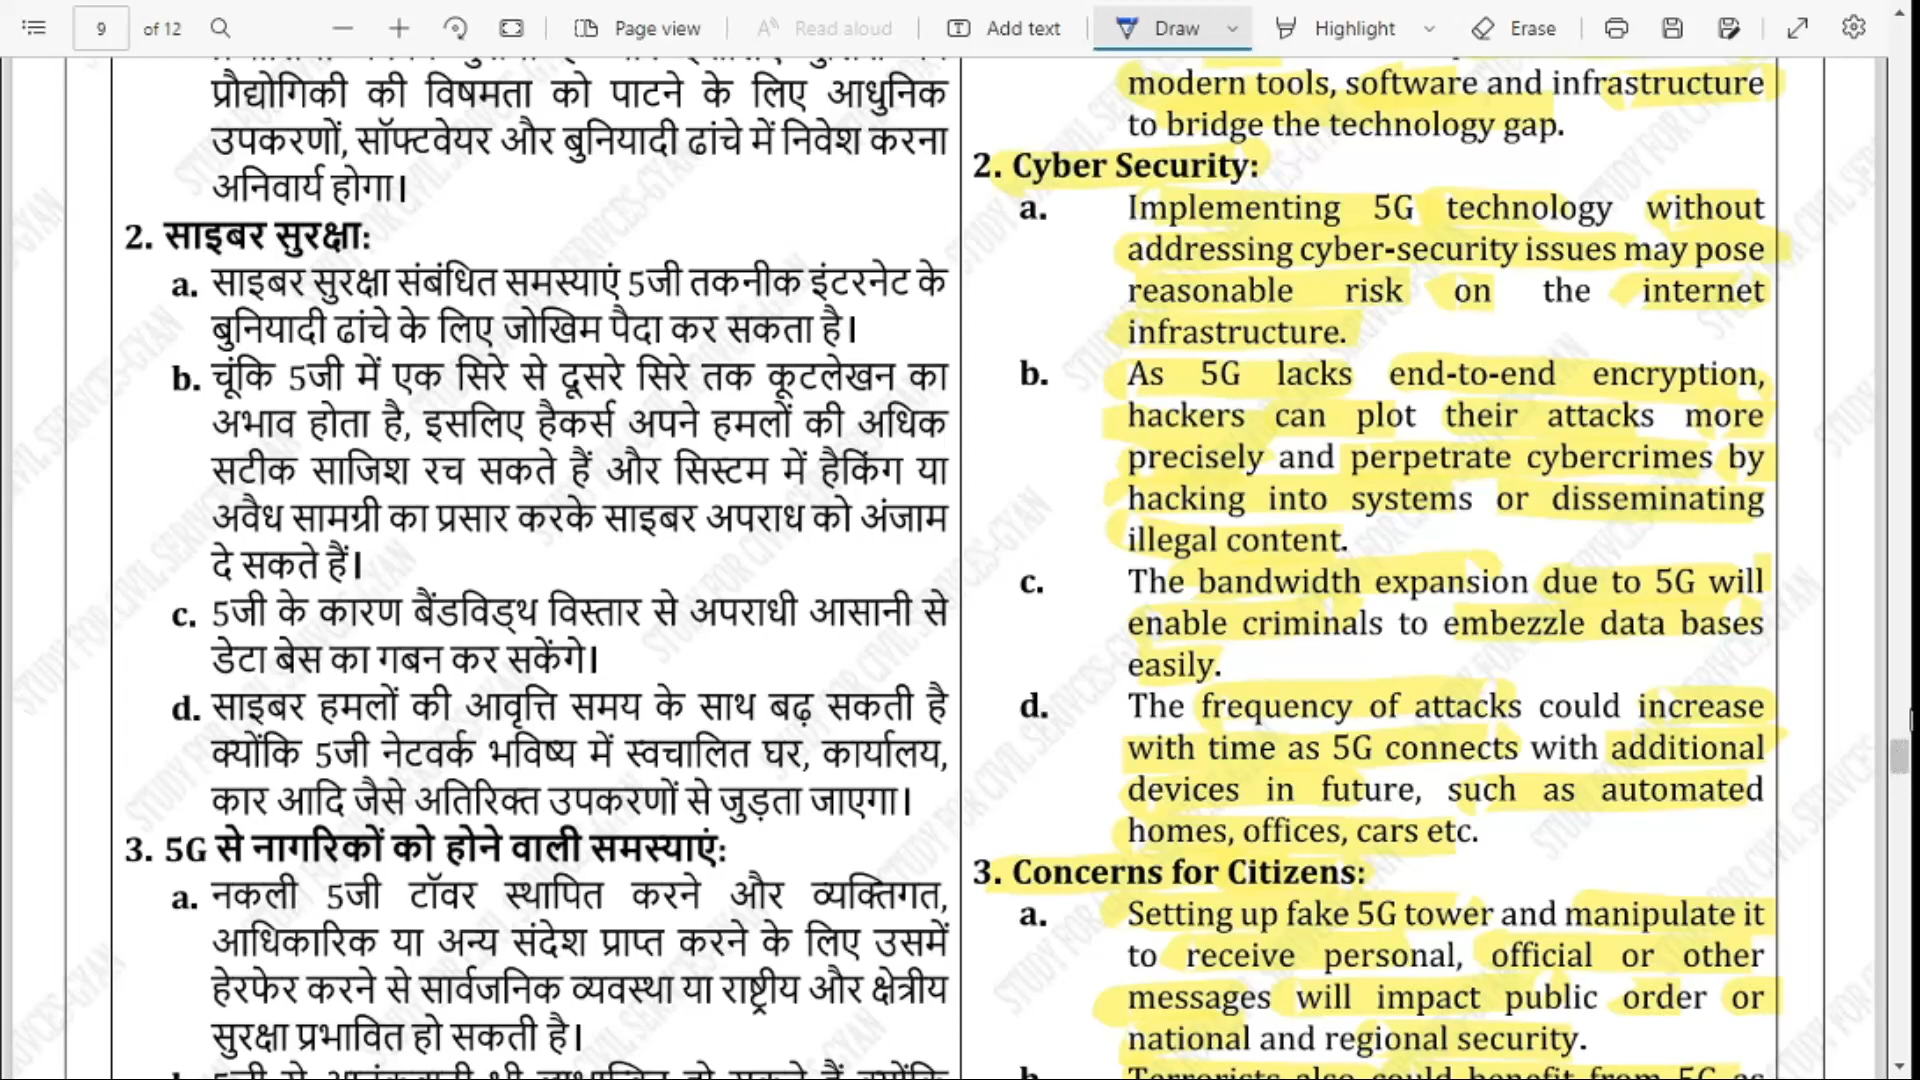 9 of 12 Page view Read aloud Add text Draw Highlight Erase
प्रौद्योगिकी की विषमता को पाटने के लिए आधुनिक
उपकरणों, सॉफ्टवेयर और बुनियादी ढांचे में निवेश करना
अनिवार्य होगा।
2. साइबर सुरक्षा:
a. साइबर सुरक्षा संबंधित समस्याएं 5जी तकनीक इंटरनेट के
बुनियादी ढांचे के लिए जोखिम पैदा कर सकता है।
b. चूंकि 5जी में एक सिरे से दूसरे सिरे तक कूटलेखन का
अभाव होता है, इसलिए हैकर्स अपने हमलों की अधिक
सटीक साजिश रच सकते हैं और सिस्टम में हैकिंग या
अवैध सामग्री का प्रसार करके साइबर अपराध को अंजाम
दे सकते हैं।
c. 5जी के कारण बैंडविड्थ विस्तार से अपराधी आसानी से
डेटा बेस का गबन कर सकेंगे।
d. साइबर हमलों की आवृत्ति समय के साथ बढ़ सकती है
क्योंकि 5जी नेटवर्क भविष्य में स्वचालित घर, कार्यालय,
कार आदि जैसे अतिरिक्त उपकरणों से जुड़ता जाएगा।
3. 5G से नागरिकों को होने वाली समस्याएं:
a. नकली 5जी टॉवर स्थापित करने और व्यक्तिगत,
आधिकारिक या अन्य संदेश प्राप्त करने के लिए उसमें
हेरफेर करने से सार्वजनिक व्यवस्था या राष्ट्रीय और क्षेत्रीय
सुरक्षा प्रभावित हो सकती है।
modern tools, software and infrastructure
to bridge the technology gap.
2. Cyber Security:
a. Implementing 5G technology without
addressing cyber-security issues may pose
reasonable risk on the internet
infrastructure.
b. As 5G lacks end-to-end encryption,
hackers can plot their attacks more
precisely and perpetrate cybercrimes by
hacking into systems or disseminating
illegal content.
c. The bandwidth expansion due to 5G will
enable criminals to embezzle data bases
easily.
d. The frequency of attacks could increase
with time as 5G connects with additional
devices in future, such as automated
homes, offices, cars etc.
3. Concerns for Citizens:
a. Setting up fake 5G tower and manipulate it
to receive personal, official or other
messages will impact public order or
national and regional security.
b. Terrorists also could benefit from 5G as